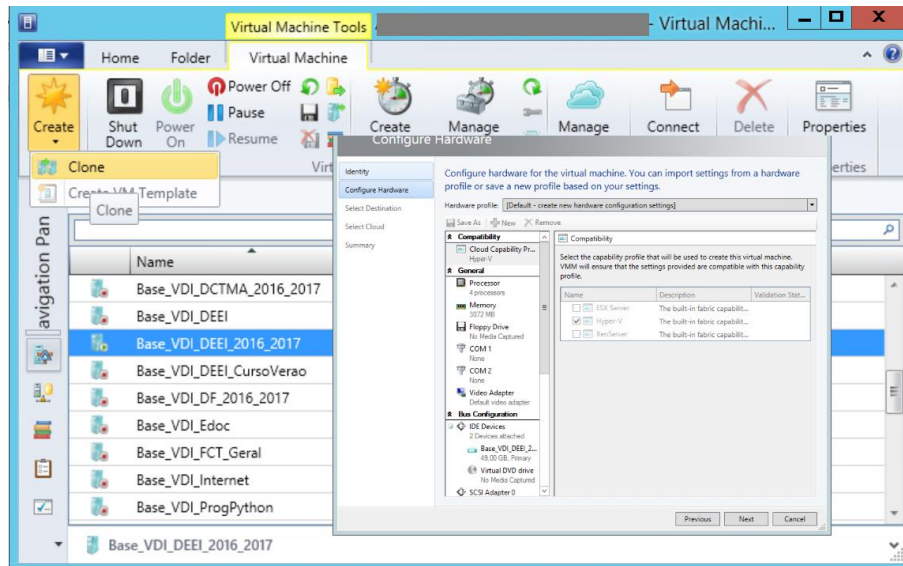 Virtual Machine Tools
- Virtual Machi...
Home Folder Virtual Machine
Create
Shut Down
Power On
Power Off
Pause
Resume
Create
Manage
Manage
Connect
Delete
Properties
Clone
Create VM Template
Clone
Virt
erties
avigation Pan
Name
Base_VDI_DCTMA_2016_2017
Base_VDI_DEEI
Base_VDI_DEEI_2016_2017
Base_VDI_DEEI_CursoVerao
Base_VDI_DF_2016_2017
Base_VDI_Edoc
Base_VDI_FCT_Geral
Base_VDI_Internet
Base_VDI_ProgPython
Base_VDI_DEEI_2016_2017
Configure Hardware
Identity
Configure Hardware
Select Destination
Select Cloud
Summary
Configure hardware for the virtual machine. You can import settings from a hardware
profile or save a new profile based on your settings.
Hardware profile: [Default - create new hardware configuration settings]
Save As New Remove
Compatibility
Cloud Capability Pr...
Hyper-V
General
Processor
4 processors
Memory
3072 MB
Floppy Drive
No Media Captured
COM 1
None
COM 2
None
Video Adapter
Default video adapter
Bus Configuration
IDE Devices
2 Devices attached
Base_VDI_DEEI_2...
49.00 GB, Primary
Virtual DVD drive
No Media Captured
SCSI Adapter 0
Compatibility
Select the capability profile that will be used to create this virtual machine.
VMM will ensure that the settings provided are compatible with this capability
profile.
Name Description Validation Stat...
ESX Server The built-in fabric capabilit...
Hyper-V The built-in fabric capabilit...
XenServer The built-in fabric capabilit...
Previous Next Cancel